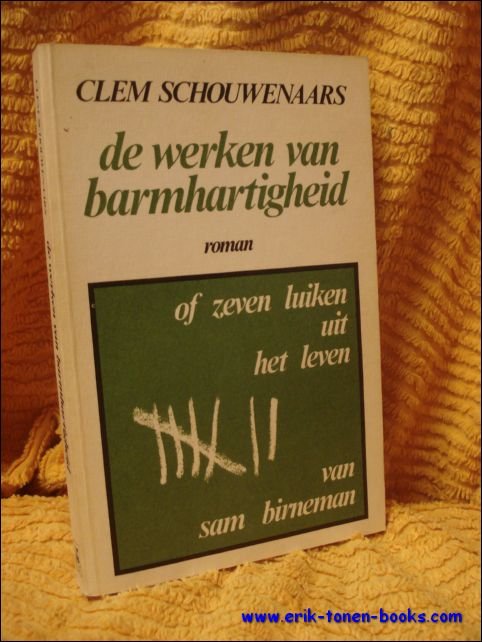 CLEM SCHOUWENAARS
de werken van
barmhartigheid
roman
of zeven luiken
uit
het leven
van
sam birneman
www.erik-tonen-books.com